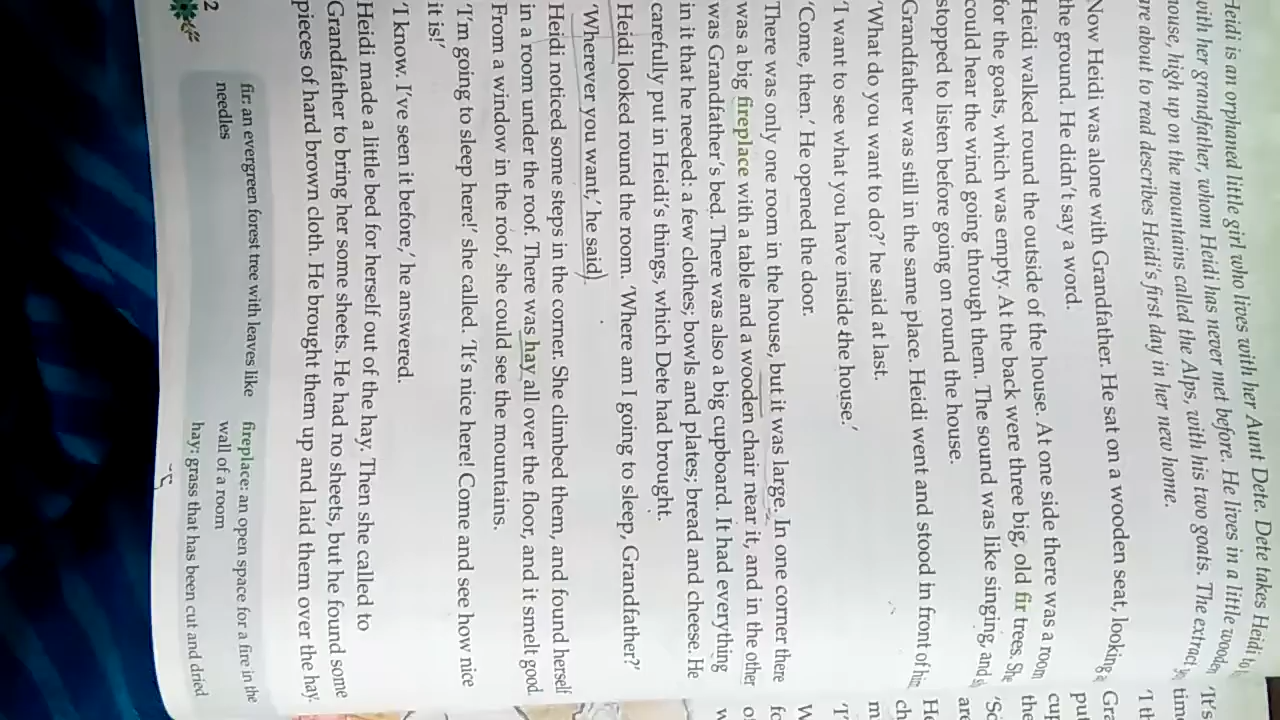 Heidi is an orphaned little girl who lives with her Aunt Dete. Dete takes Heidi to
with her grandfather, whom Heidi has never met before. He lives in a little wooden
house, high up on the mountains called the Alps, with his two goats. The extract
are about to read describes Heidi's first day in her new home.
Now Heidi was alone with Grandfather. He sat on a wooden seat, looking
the ground. He didn't say a word.
Heidi walked round the outside of the house. At one side there was a room
for the goats, which was empty. At the back were three big, old fir trees. She
could hear the wind going through them. The sound was like singing, and
stopped to listen before going on round the house.
Grandfather was still in the same place. Heidi went and stood in front of him
'What do you want to do?' he said at last.
'I want to see what you have inside the house.'
'Come, then.' He opened the door.
There was only one room in the house, but it was large. In one corner there
was a big fireplace with a table and a wooden chair near it, and in the other
was Grandfather's bed. There was also a big cupboard. It had everything
in it that he needed: a few clothes; bowls and plates; bread and cheese. He
carefully put in Heidi's things, which Dete had brought.
Heidi looked round the room. 'Where am I going to sleep, Grandfather?'
'Wherever you want,' he said.
Heidi noticed some steps in the corner. She climbed them, and found herself
in a room under the roof. There was hay all over the floor, and it smelt good.
From a window in the roof, she could see the mountains.
'I'm going to sleep here!' she called. 'It's nice here! Come and see how nice
it is!'
'I know. I've seen it before,' he answered.
Heidi made a little bed for herself out of the hay. Then she called to
Grandfather to bring her some sheets. He had no sheets, but he found some
pieces of hard brown cloth. He brought them up and laid them over the hay.
fir: an evergreen forest tree with leaves like
needles
fireplace: an open space for a fire in the
wall of a room
hay: grass that has been cut and dried
2
'It's
time
'I th